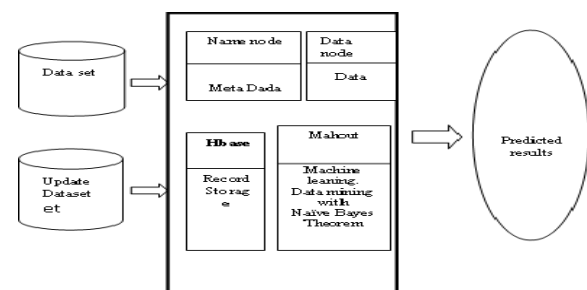 Data set
Update
Dataset
et
Name node
Meta Dada
Data
node
Data
Hbase
Record
Storag
e
Mahout
Machine
leaning.
Data mining
with
Naïve Bayes
Theorem
Predicted
results